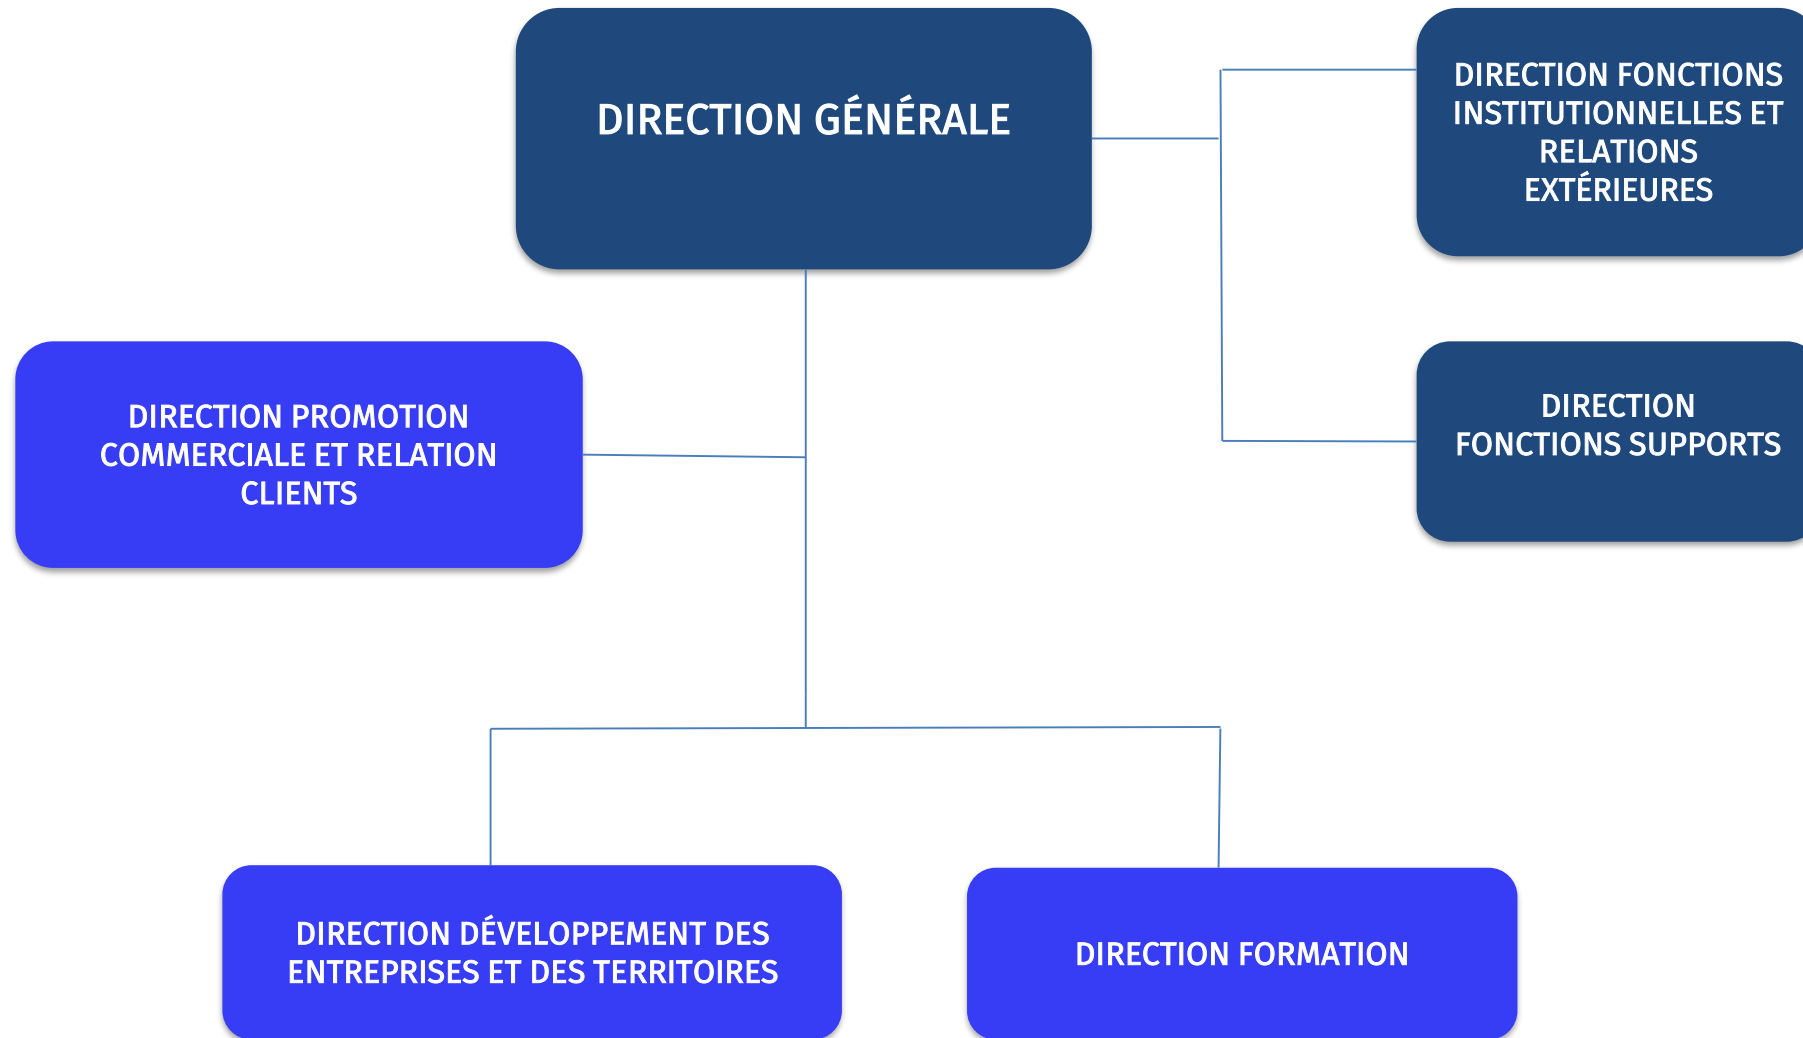 DIRECTION GÉNÉRALE
DIRECTION FONCTIONS
INSTITUTIONNELLES ET
RELATIONS
EXTÉRIEURES
DIRECTION PROMOTION
COMMERCIALE ET RELATION
CLIENTS
DIRECTION
FONCTIONS SUPPORTS
DIRECTION DÉVELOPPEMENT DES
ENTREPRISES ET DES TERRITOIRES
DIRECTION FORMATION